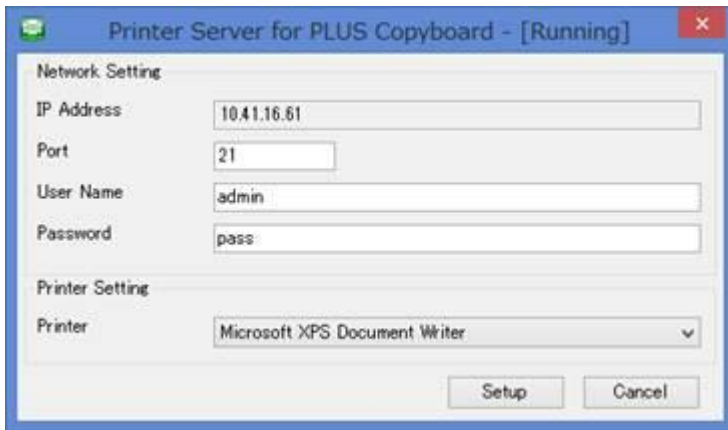 Printer Server for PLUS Copyboard - [Running]
Network Setting
IP Address 10.41.16.61
Port 21
User Name admin
Password pass
Printer Setting
Printer Microsoft XPS Document Writer
Setup Cancel